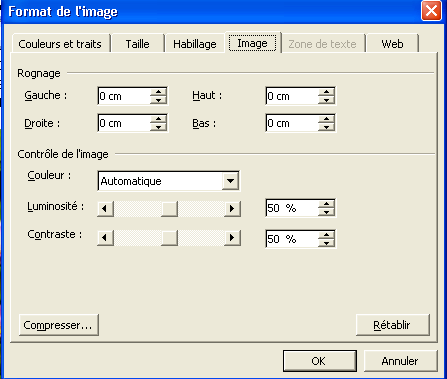 Format de l'image
Couleurs et traits Taille Habillage Image Zone de texte Web
Rognage
Gauche : 0 cm Haut : 0 cm
Droite : 0 cm Bas : 0 cm
Contrôle de l'image
Couleur : Automatique
Luminosité : 50 %
Contraste : 50 %
Compresser... Rétablir
OK Annuler